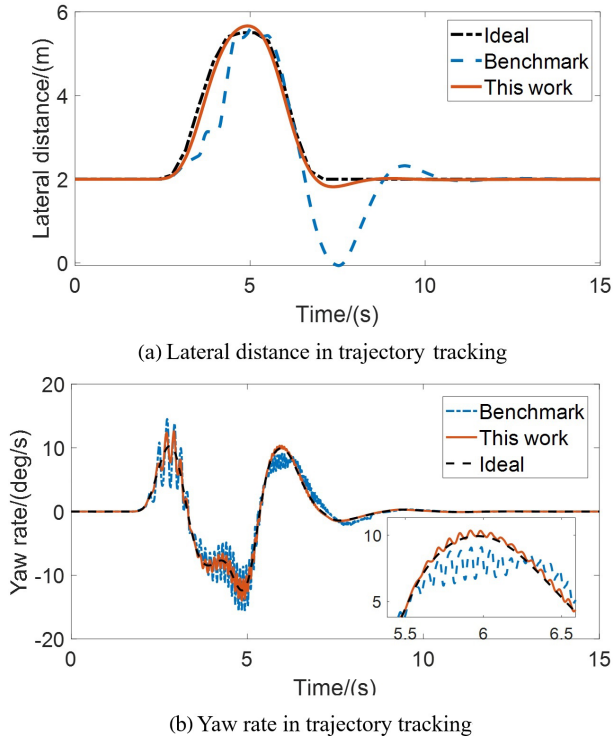 Lateral distance/(m)
6
4
2
0
Ideal
Benchmark
This work
0
5
10
15
Time/(s)
(a) Lateral distance in trajectory tracking
Yaw rate/(deg/s)
20
10
0
-10
-20
Benchmark
This work
Ideal
10
5
5.5
6
6.5
0
5
10
15
Time/(s)
(b) Yaw rate in trajectory tracking